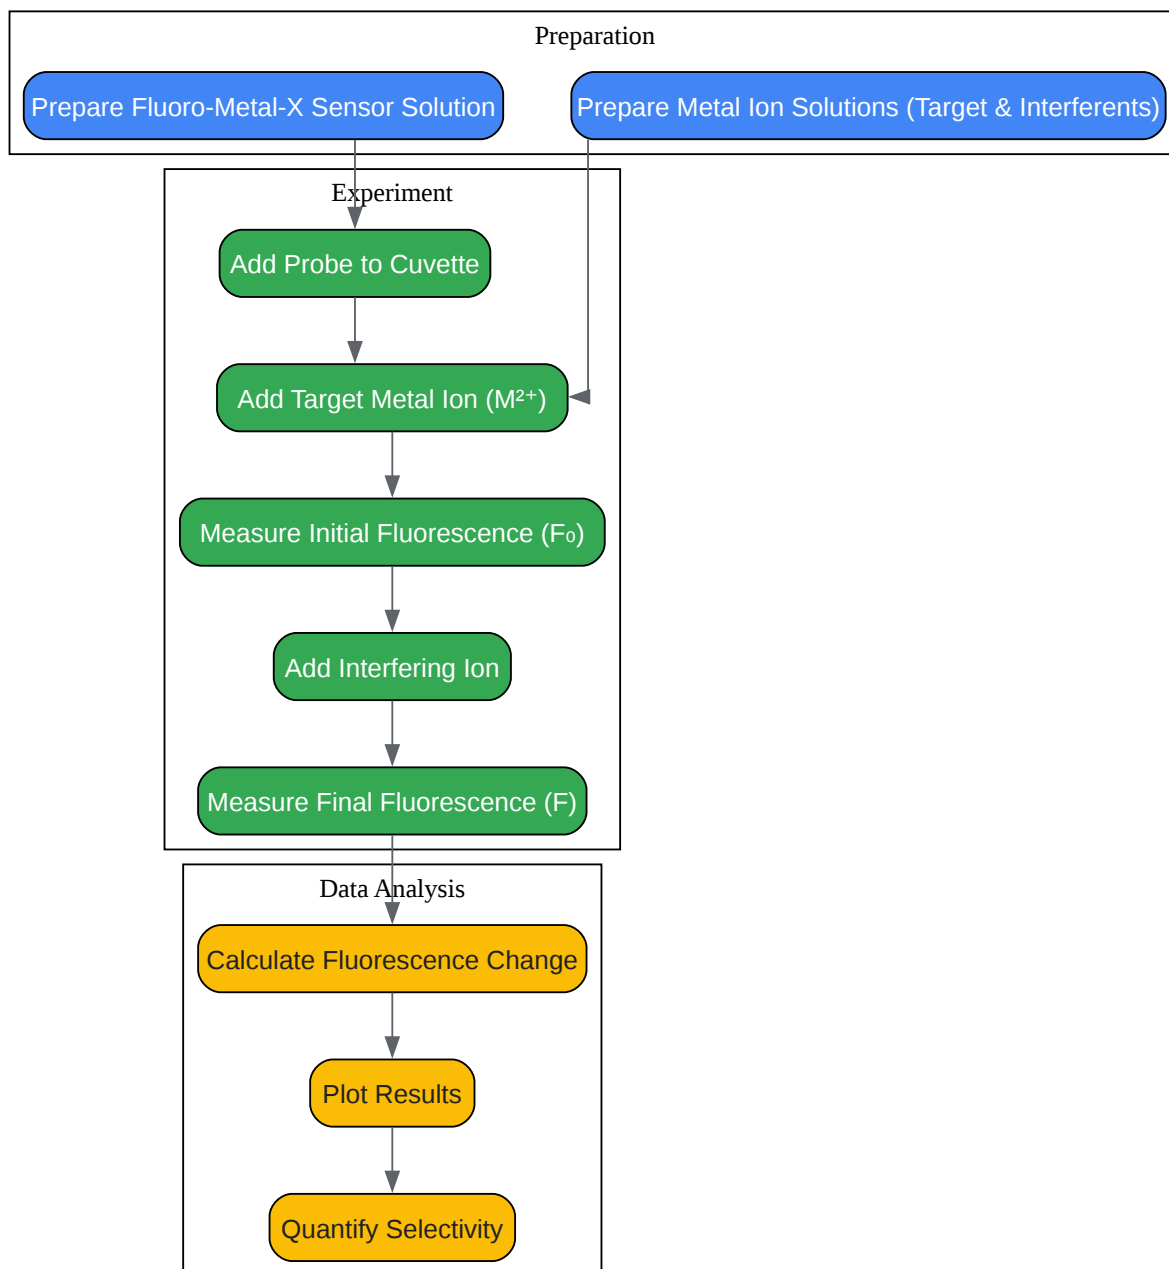 Preparation
Prepare Fluoro-Metal-X Sensor Solution
Prepare Metal Ion Solutions (Target & Interferents)
Experiment
Add Probe to Cuvette
Add Target Metal Ion (M²⁺)
Measure Initial Fluorescence (F₀)
Add Interfering Ion
Measure Final Fluorescence (F)
Data Analysis
Calculate Fluorescence Change
Plot Results
Quantify Selectivity